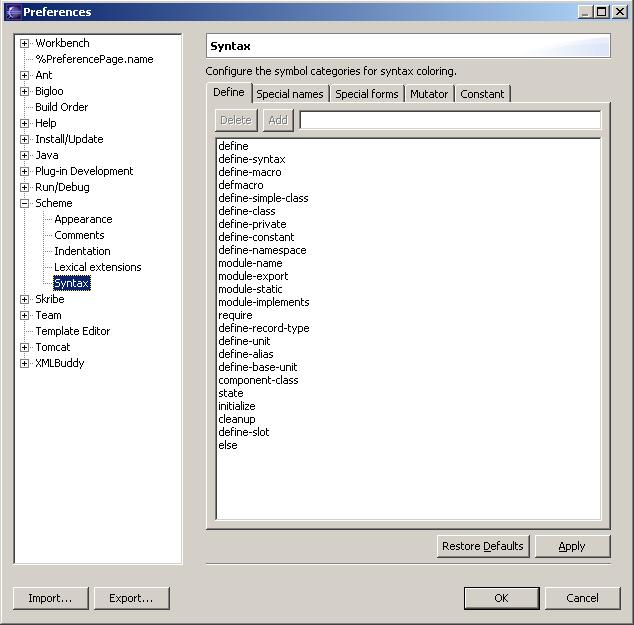 Preferences
Workbench
%PreferencePage.name
Ant
Bigloo
Build Order
Help
Install/Update
Java
Plug-in Development
Run/Debug
Scheme
Appearance
Comments
Indentation
Lexical extensions
Syntax
Skribe
Team
Template Editor
Tomcat
XMLBuddy
Syntax
Configure the symbol categories for syntax coloring.
Define Special names Special forms Mutator Constant
Delete Add
define
define-syntax
define-macro
defmacro
define-simple-class
define-class
define-private
define-constant
define-namespace
module-name
module-export
module-static
module-implements
require
define-record-type
define-unit
define-alias
define-base-unit
component-class
state
initialize
cleanup
define-slot
else
Restore Defaults Apply
Import... Export... OK Cancel